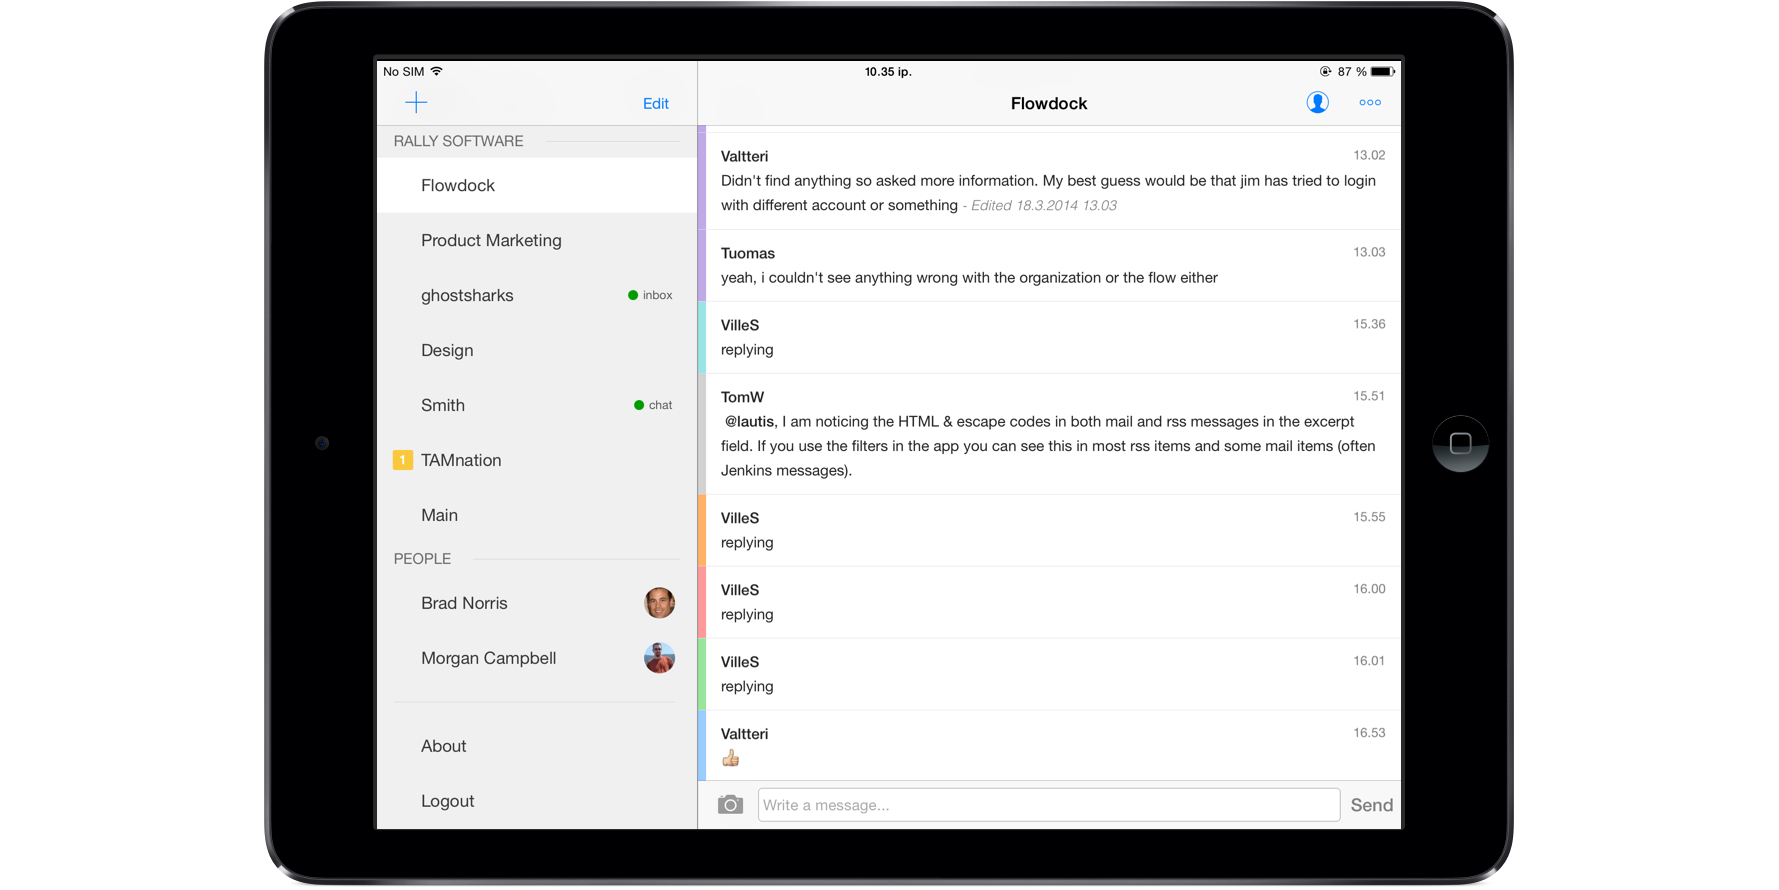 No SIM
10.35 ip.
87 %
Edit
Flowdock
RALLY SOFTWARE
Flowdock
Product Marketing
ghostsharks
inbox
Design
Smith
chat
1
TAMnation
Main
PEOPLE
Brad Norris
Morgan Campbell
About
Logout
Valtteri
13.02
Didn't find anything so asked more information. My best guess would be that jim has tried to login
with different account or something - Edited 18.3.2014 13.03
Tuomas
13.03
yeah, i couldn't see anything wrong with the organization or the flow either
VilleS
15.36
replying
TomW
15.51
@lautis, I am noticing the HTML & escape codes in both mail and rss messages in the excerpt
field. If you use the filters in the app you can see this in most rss items and some mail items (often
Jenkins messages).
VilleS
15.55
replying
VilleS
16.00
replying
VilleS
16.01
replying
Valtteri
16.53
Write a message...
Send